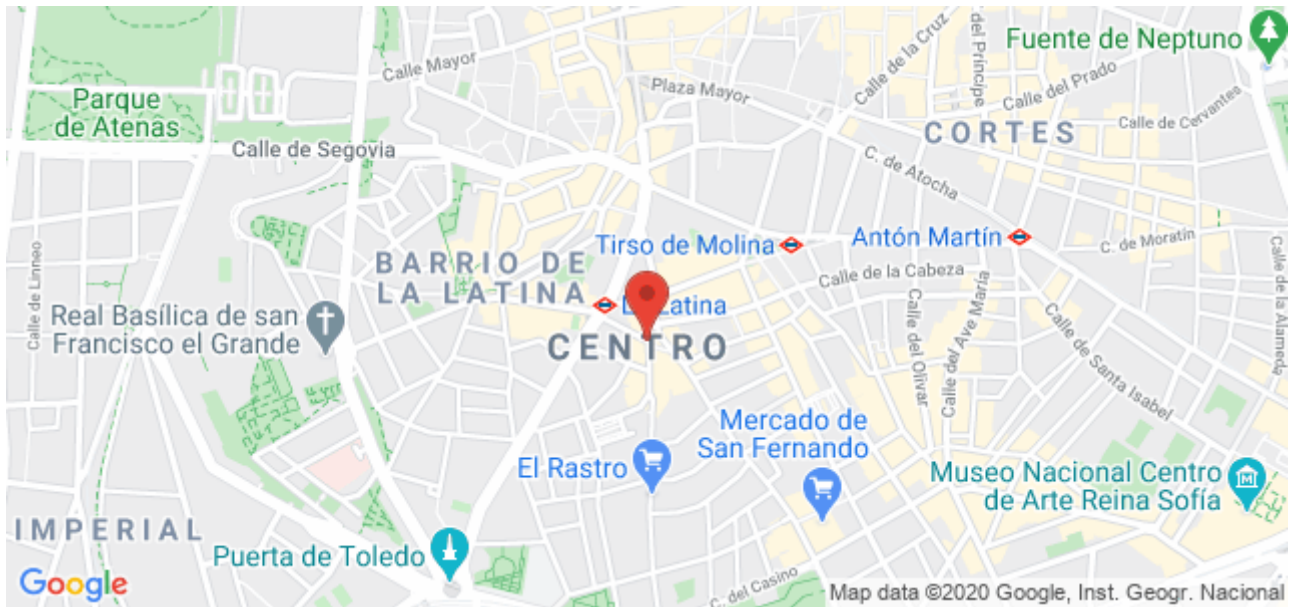 Fuente de Neptuno
Calle Mayor
Calle de la Cruz
del Príncipe
Calle del Prado
Plaza Mayor
Parque
de Atenas
Calle de Cervantes
CORTES
Calle de Segovia
C. de Atocha
Tirso de Molina
Antón Martín
C. de Moratín
Calle de Linneo
BARRIO DE
LA LATINA
Calle de la Cabeza
Calle de la Alameda
La Latina
Real Basílica de san
Francisco el Grande
CENTRO
Calle del Olivar
Calle del Ave María
Calle de Santa Isabel
Mercado de
San Fernando
El Rastro
Museo Nacional Centro
de Arte Reina Sofía
IMPERIAL
Puerta de Toledo
Google
C. del Casino
Map data ©2020 Google, Inst. Geogr. Nacional